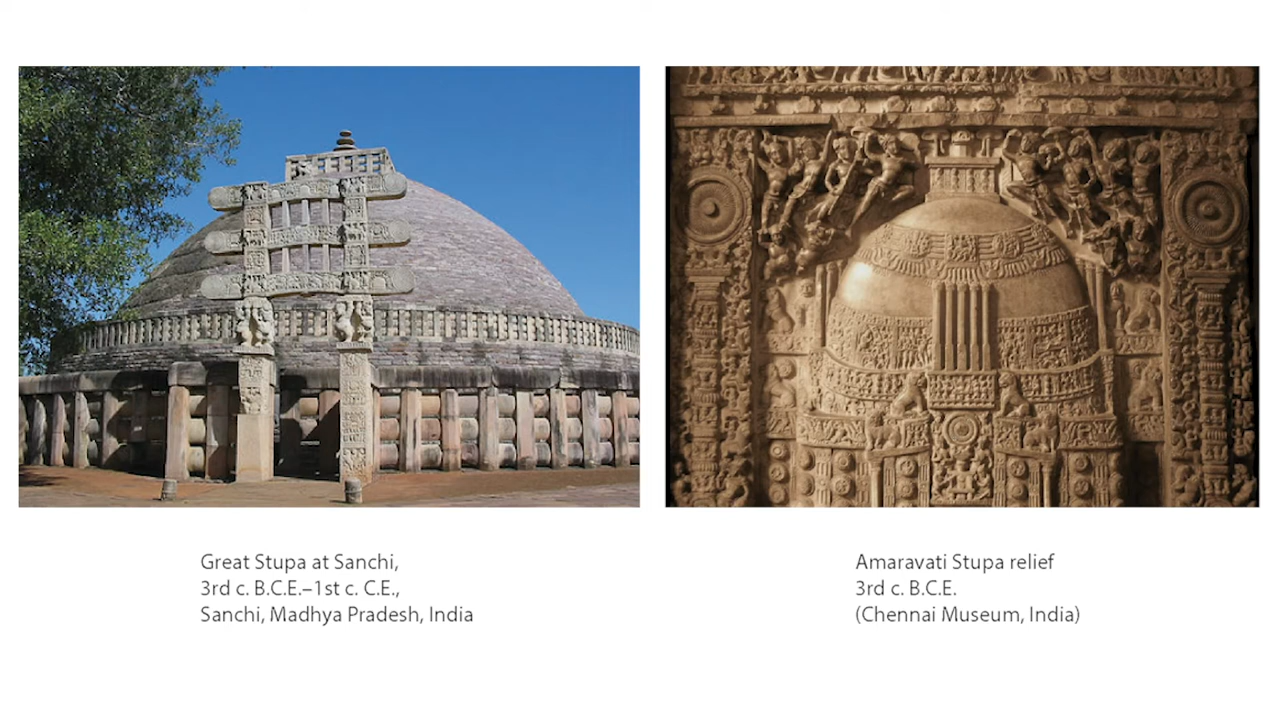 Great Stupa at Sanchi,
3rd c. B.C.E.–1st c. C.E.,
Sanchi, Madhya Pradesh, India
Amaravati Stupa relief
3rd c. B.C.E.
(Chennai Museum, India)